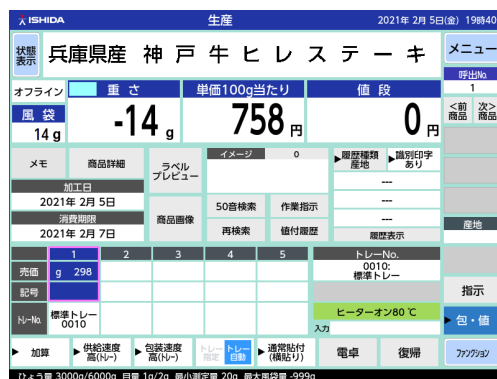 ISHIDA 生産 2021年 2月 5日(金) 19時40
状態表示 兵庫県産 神戸牛ヒレステーキ メニュー
呼出No.
1
オフライン 重さ 単価100g当たり 値段
<前商品 次>商品
風袋
14 g -14 g 758 円 0 円
メモ 商品詳細 ラベルプレビュー イメージ 0 ▶履歴種類 産地 ▶識別印字 あり
加工日 ---
2021年 2月 5日 商品画像 50音検索 作業指示 ---
消費期限 ---
2021年 2月 7日 再検索 値付履歴 履歴表示 産地
1 2 3 4 5 トレーNo.
売価 g 298 0010:
標準トレー
記号 指示
トレーNo. 標準トレー
0010 ヒーターオン80 ℃ ▶包・値
入力
▶ 加算 ▶供給速度 高(トレー) ▶包装速度 高(トレー) トレー指定 トレー自動 ▶通常貼付 (横貼り) 電卓 復帰 ファンクション
ひょう量 3000g/6000g 目量 1g/2g 最小測定量 20g 最大風袋量 -999g